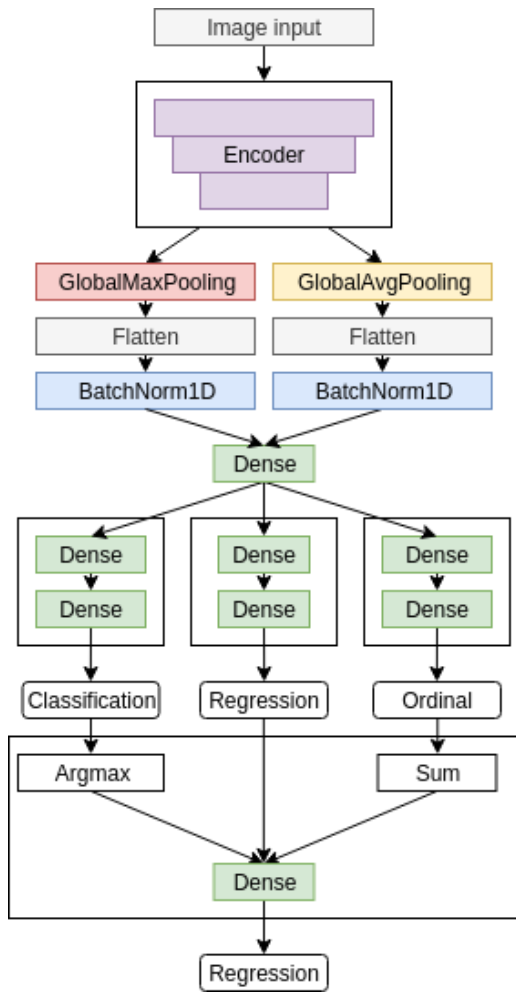 Image input
Encoder
GlobalMaxPooling
GlobalAvgPooling
Flatten
Flatten
BatchNorm1D
BatchNorm1D
Dense
Dense
Dense
Dense
Dense
Dense
Dense
Classification
Regression
Ordinal
Argmax
Sum
Dense
Regression